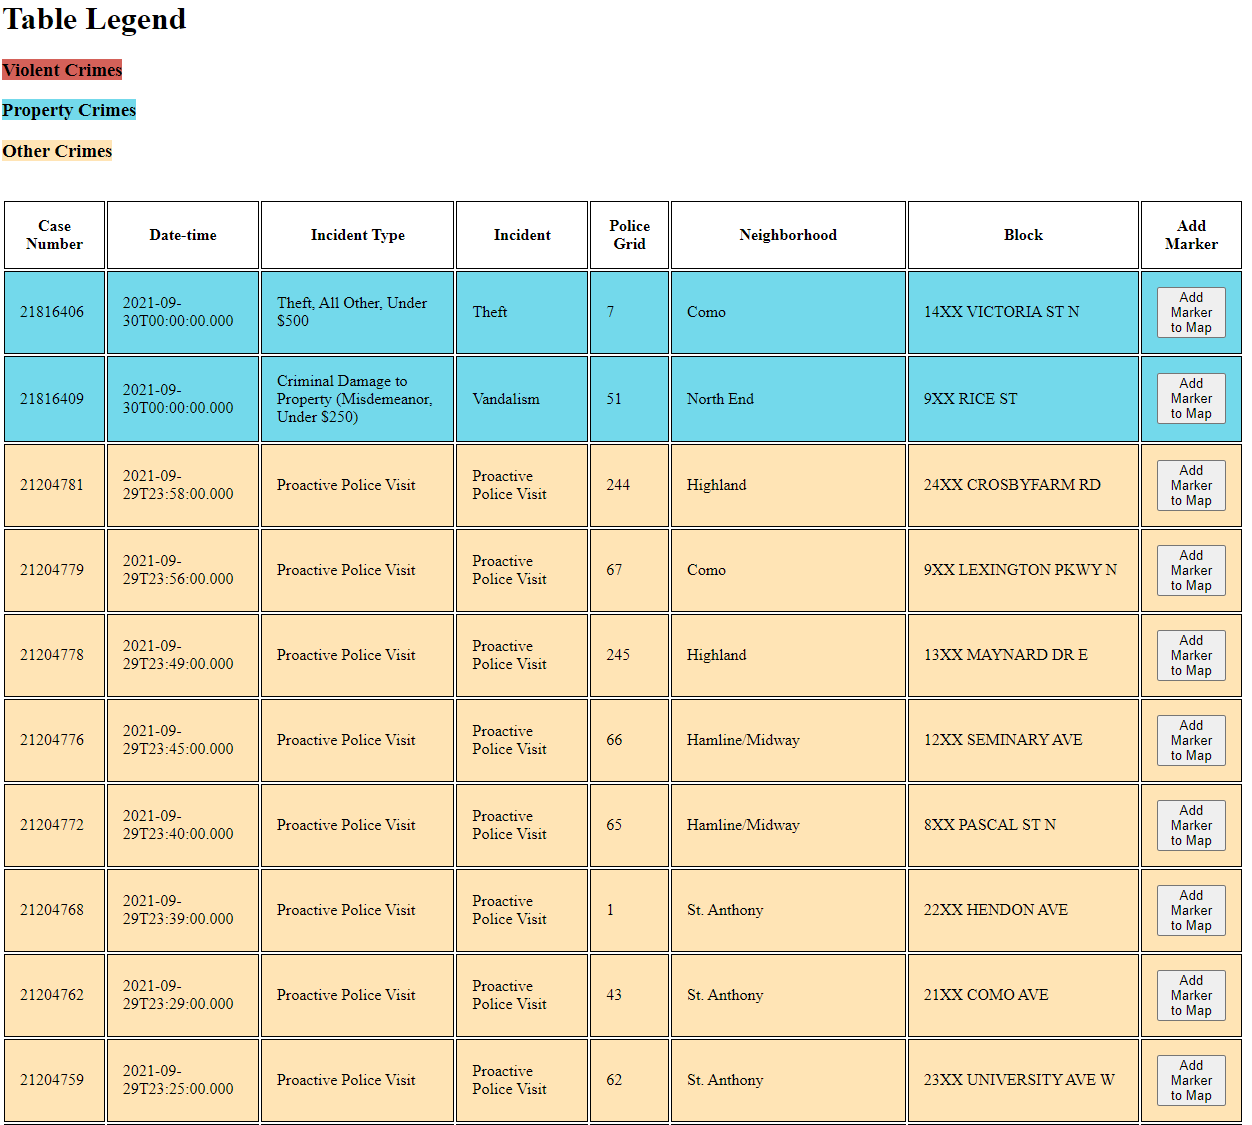 Table Legend
Violent Crimes
Property Crimes
Other Crimes
Case Number Date-time Incident Type Incident Police Grid Neighborhood Block Add Marker
21816406 2021-09-30T00:00:00.000 Theft, All Other, Under $500 Theft 7 Como 14XX VICTORIA ST N Add Marker to Map
21816409 2021-09-30T00:00:00.000 Criminal Damage to Property (Misdemeanor, Under $250) Vandalism 51 North End 9XX RICE ST Add Marker to Map
21204781 2021-09-29T23:58:00.000 Proactive Police Visit Proactive Police Visit 244 Highland 24XX CROSBYFARM RD Add Marker to Map
21204779 2021-09-29T23:56:00.000 Proactive Police Visit Proactive Police Visit 67 Como 9XX LEXINGTON PKWY N Add Marker to Map
21204778 2021-09-29T23:49:00.000 Proactive Police Visit Proactive Police Visit 245 Highland 13XX MAYNARD DR E Add Marker to Map
21204776 2021-09-29T23:45:00.000 Proactive Police Visit Proactive Police Visit 66 Hamline/Midway 12XX SEMINARY AVE Add Marker to Map
21204772 2021-09-29T23:40:00.000 Proactive Police Visit Proactive Police Visit 65 Hamline/Midway 8XX PASCAL ST N Add Marker to Map
21204768 2021-09-29T23:39:00.000 Proactive Police Visit Proactive Police Visit 1 St. Anthony 22XX HENDON AVE Add Marker to Map
21204762 2021-09-29T23:29:00.000 Proactive Police Visit Proactive Police Visit 43 St. Anthony 21XX COMO AVE Add Marker to Map
21204759 2021-09-29T23:25:00.000 Proactive Police Visit Proactive Police Visit 62 St. Anthony 23XX UNIVERSITY AVE W Add Marker to Map